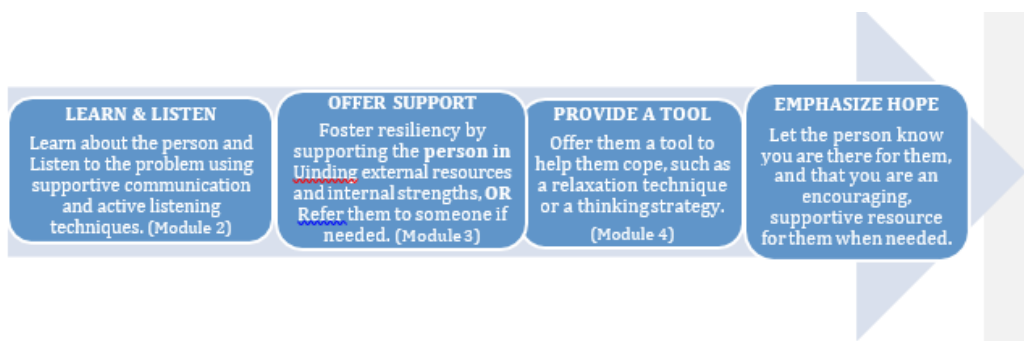 LEARN & LISTEN
Learn about the person and
Listen to the problem using
supportive communication
and active listening
techniques. (Module 2)
OFFER SUPPORT
Foster resiliency by
supporting the person in
Uinding external resources
and internal strengths, OR
Refer them to someone if
needed. (Module 3)
PROVIDE A TOOL
Offer them a tool to
help them cope, such as
a relaxation technique
or a thinking strategy.
(Module 4)
EMPHASIZE HOPE
Let the person know
you are there for them,
and that you are an
encouraging,
supportive resource
for them when needed.